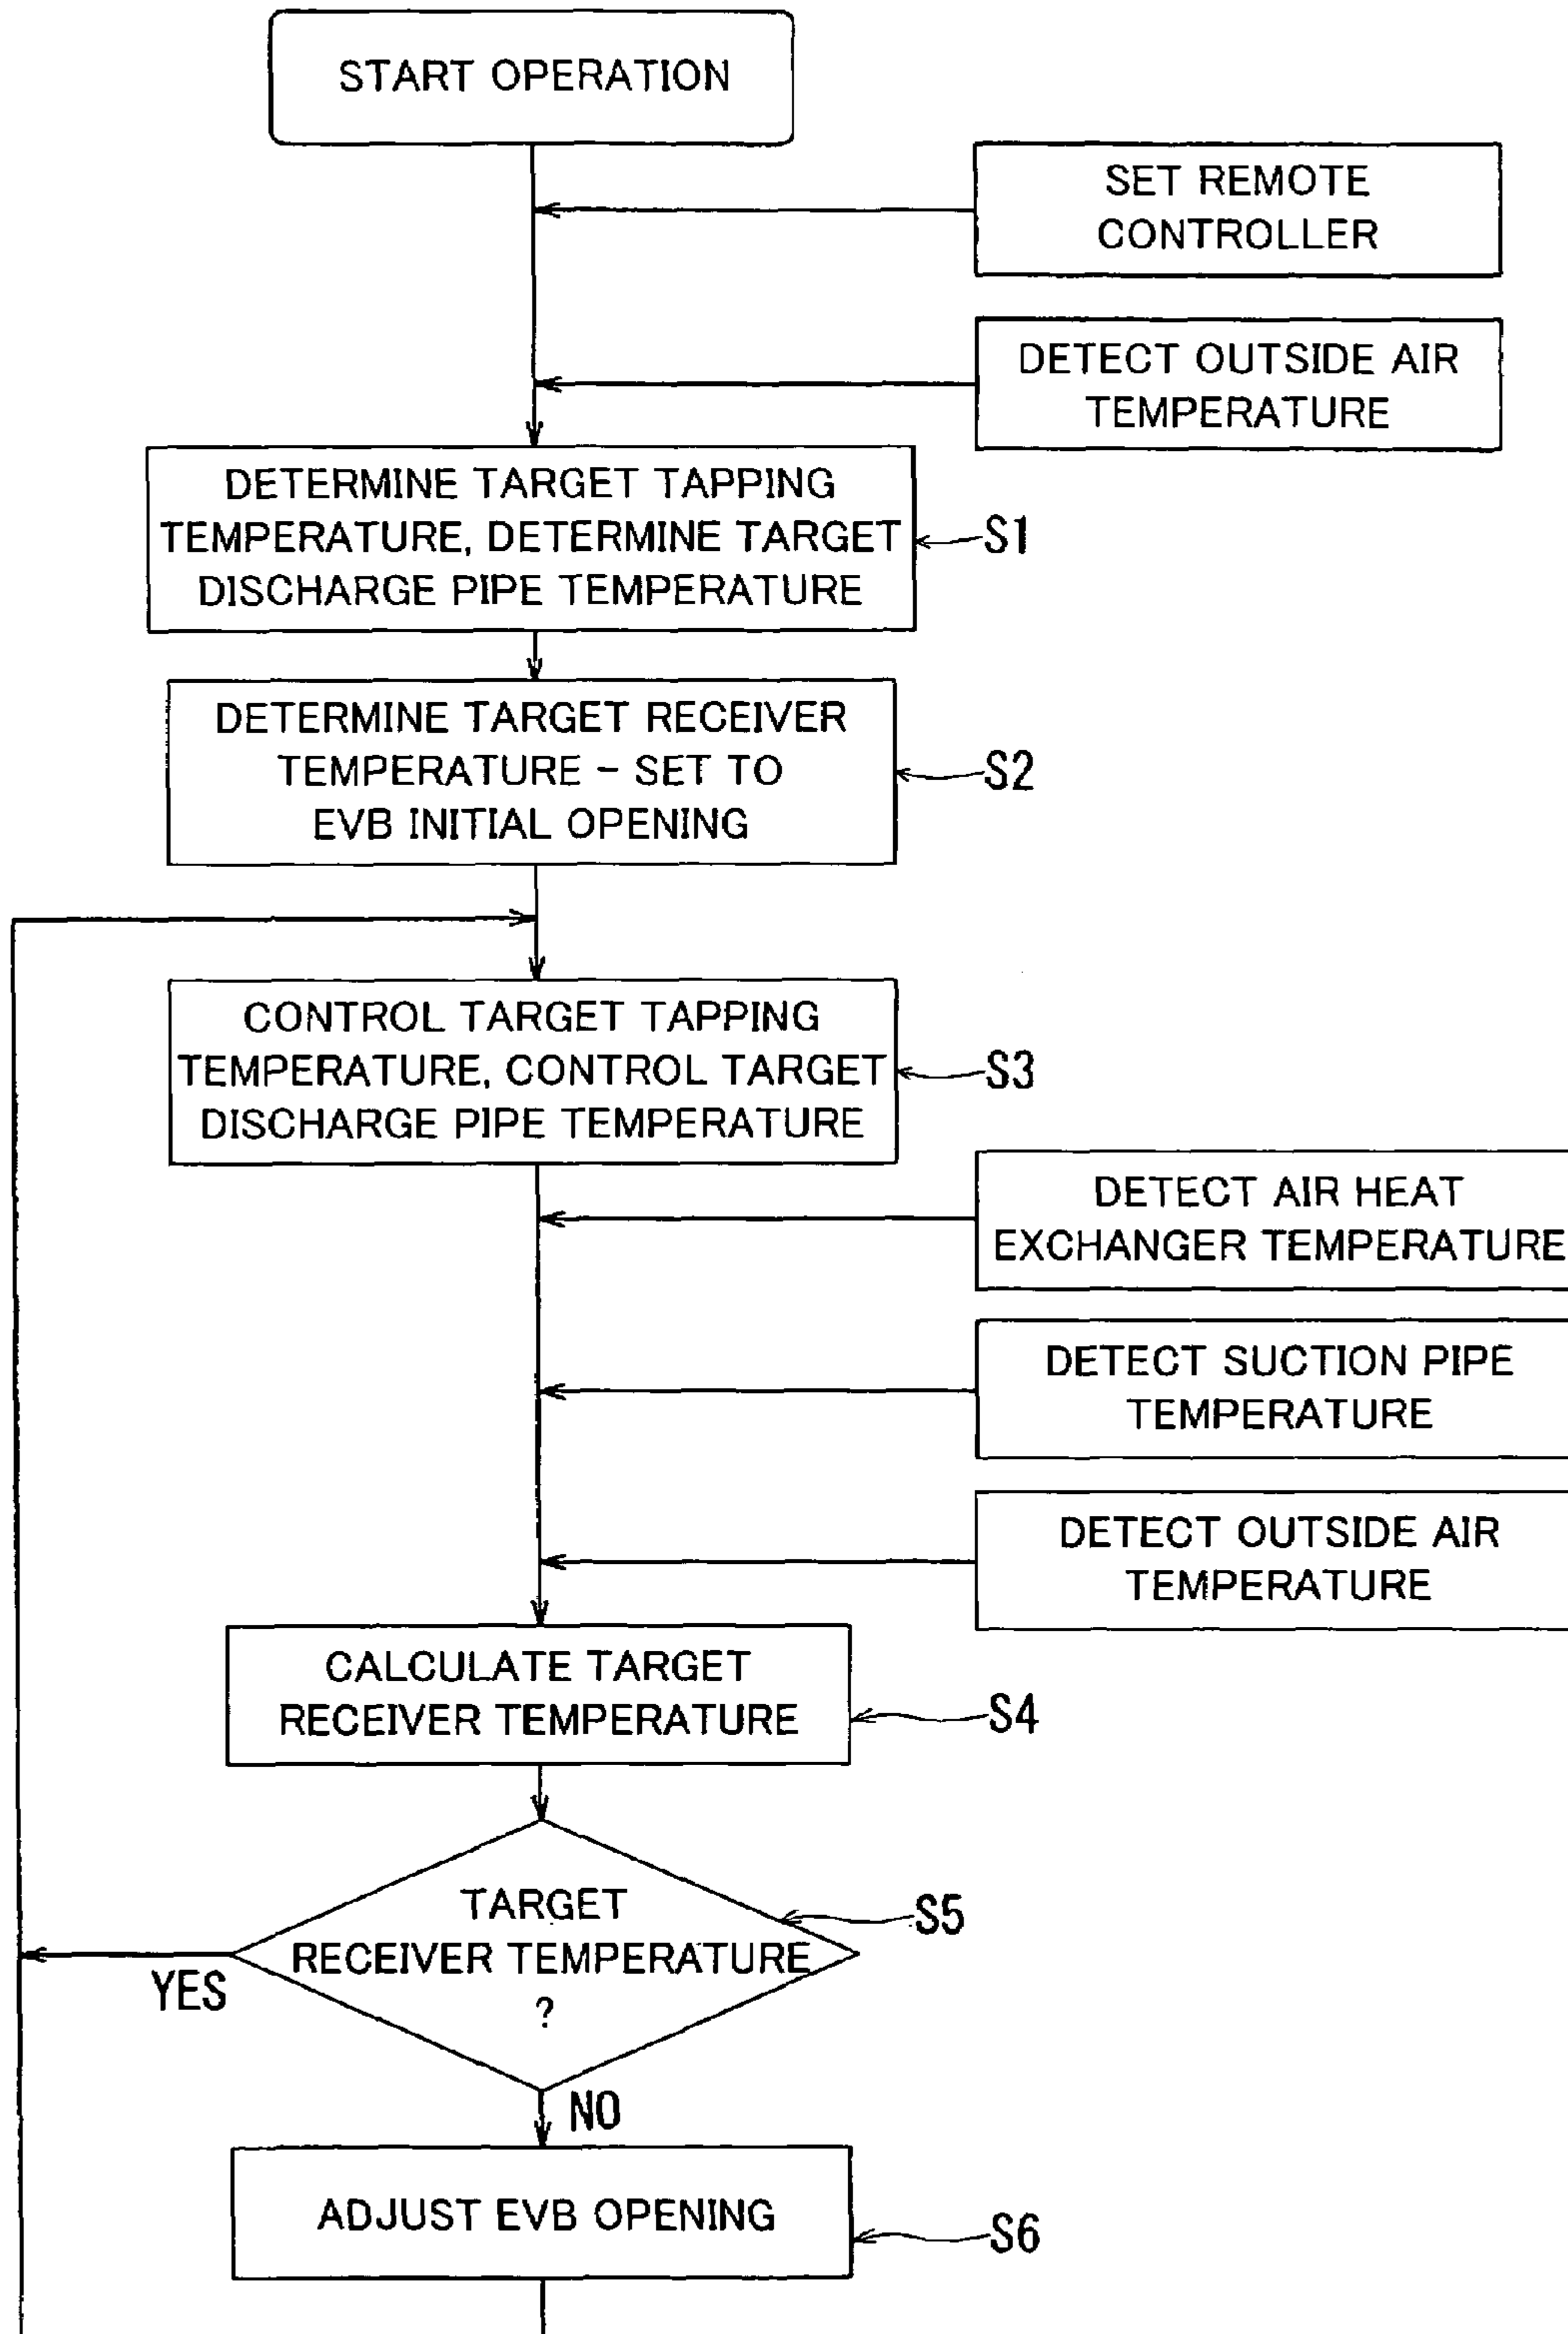 START OPERATION
SET REMOTE
CONTROLLER
DETECT OUTSIDE AIR
TEMPERATURE
DETERMINE TARGET TAPPING
TEMPERATURE, DETERMINE TARGET
DISCHARGE PIPE TEMPERATURE
S1
DETERMINE TARGET RECEIVER
TEMPERATURE - SET TO
EVB INITIAL OPENING
S2
CONTROL TARGET TAPPING
TEMPERATURE, CONTROL TARGET
DISCHARGE PIPE TEMPERATURE
S3
DETECT AIR HEAT
EXCHANGER TEMPERATURE
DETECT SUCTION PIPE
TEMPERATURE
DETECT OUTSIDE AIR
TEMPERATURE
CALCULATE TARGET
RECEIVER TEMPERATURE
S4
TARGET
RECEIVER TEMPERATURE
?
S5
YES
NO
ADJUST EVB OPENING
S6